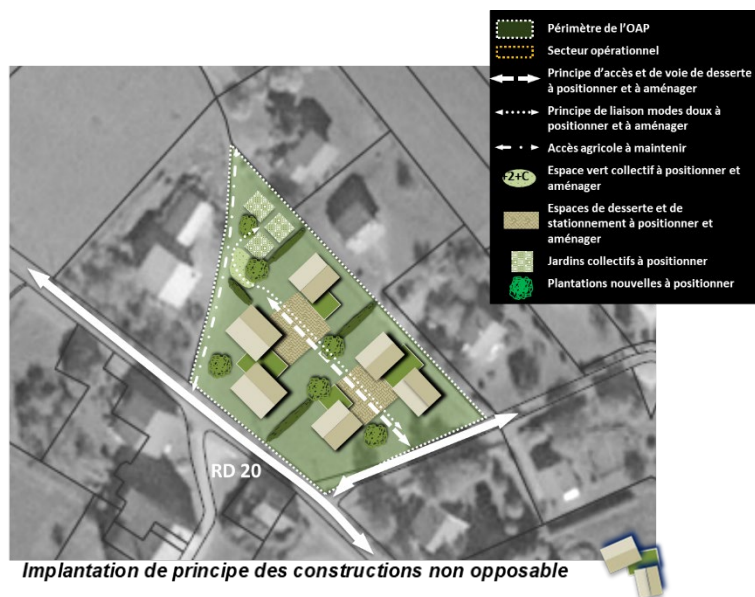 Périmètre de l'OAP
Secteur opérationnel
Principe d'accès et de voie de desserte
à positionner et à aménager
Principe de liaison modes doux à
positionner et à aménager
Accès agricole à maintenir
+2+C
Espace vert collectif à positionner et
aménager
Espaces de desserte et de
stationnement à positionner et
aménager
Jardins collectifs à positionner
Plantations nouvelles à positionner
RD 20
Implantation de principe des constructions non opposable